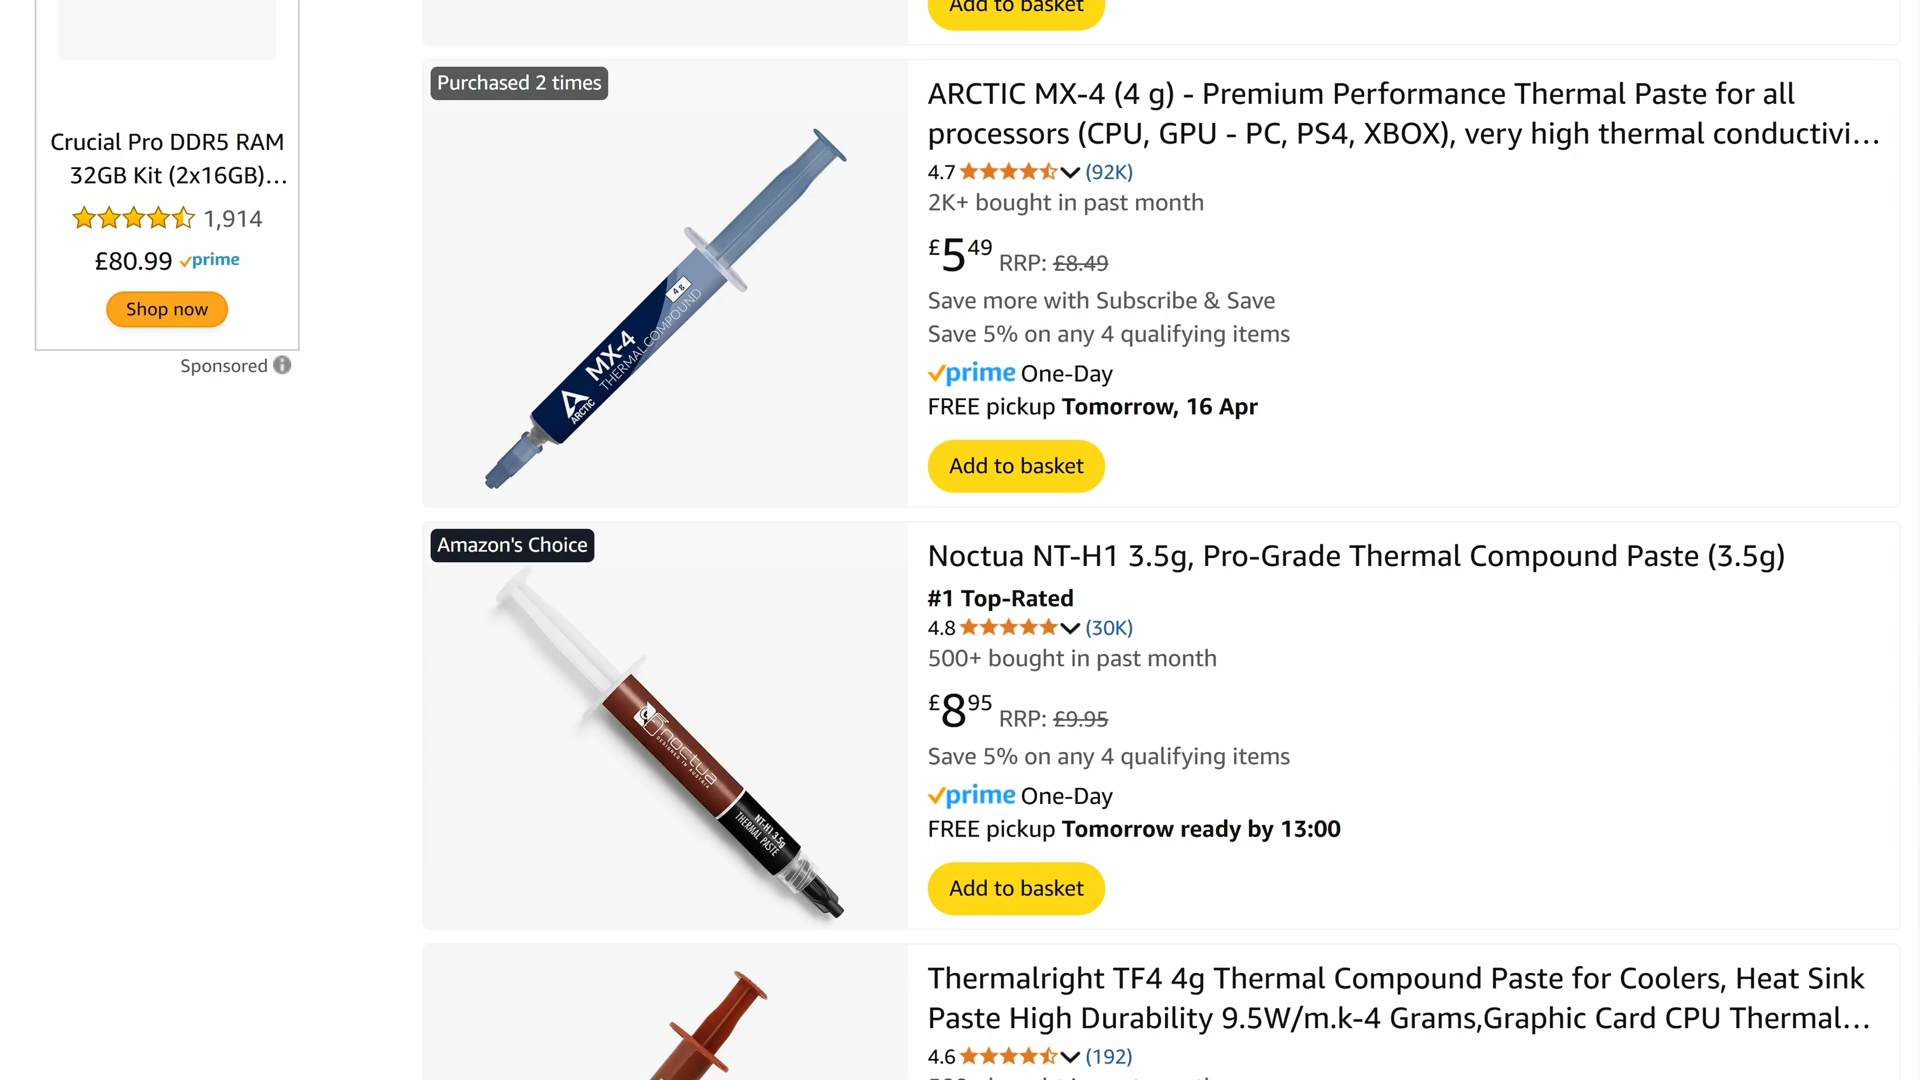 Add to basket
Crucial Pro DDR5 RAM
32GB Kit (2x16GB)...
1,914
£80.99 prime
Shop now
Sponsored
Purchased 2 times
4g
MX-4
THERMAL COMPOUND
ARCTIC
ARCTIC MX-4 (4 g) - Premium Performance Thermal Paste for all
processors (CPU, GPU - PC, PS4, XBOX), very high thermal conductivi...
4.7 (92K)
2K+ bought in past month
£5 49 RRP: £8.49
Save more with Subscribe & Save
Save 5% on any 4 qualifying items
prime One-Day
FREE pickup Tomorrow, 16 Apr
Add to basket
Amazon's Choice
noctua
DESIGNED IN AUSTRIA
NT-H1 3.5g
THERMAL PASTE
Noctua NT-H1 3.5g, Pro-Grade Thermal Compound Paste (3.5g)
#1 Top-Rated
4.8 (30K)
500+ bought in past month
£8 95 RRP: £9.95
Save 5% on any 4 qualifying items
prime One-Day
FREE pickup Tomorrow ready by 13:00
Add to basket
Thermalright TF4 4g Thermal Compound Paste for Coolers, Heat Sink
Paste High Durability 9.5W/m.k-4 Grams,Graphic Card CPU Thermal...
4.6 (192)